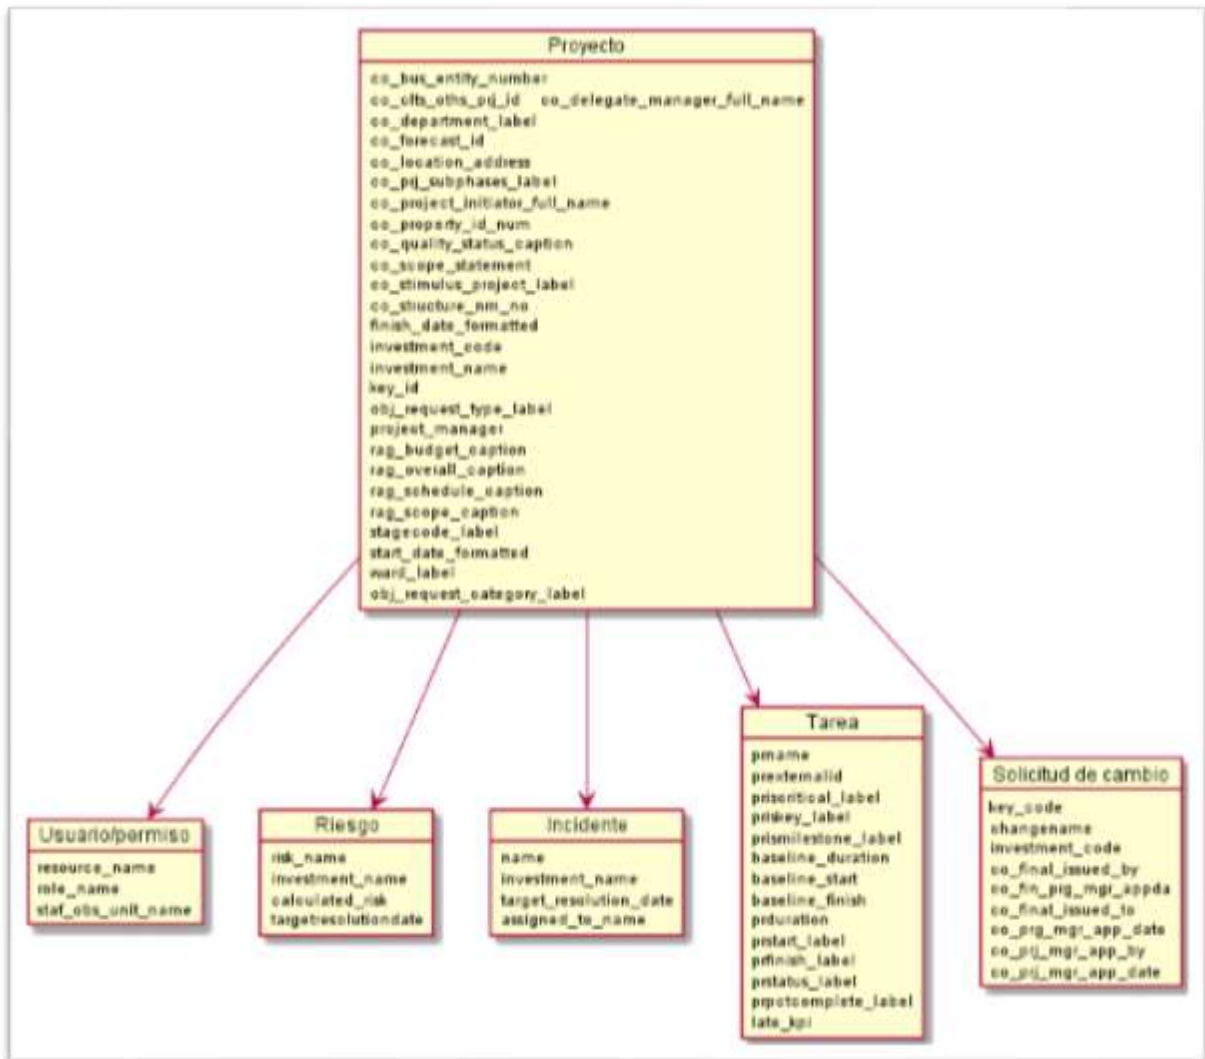 Proyecto
co_bus_entity_number
co_clts_oths_prj_id co_delegate_manager_full_name
co_department_label
co_forecast_id
co_location_address
co_prj_subphases_label
co_project_initiator_full_name
co_property_id_num
co_quality_status_caption
co_scope_statement
co_stimulus_project_label
co_structure_nm_no
finish_date_formatted
investment_code
investment_name
key_id
obj_request_type_label
project_manager
rag_budget_caption
rag_overall_caption
rag_schedule_caption
rag_scope_caption
stagecode_label
start_date_formatted
ward_label
obj_request_category_label
Usuario/permiso
resource_name
role_name
staf_obs_unit_name
Riesgo
risk_name
investment_name
calculated_risk
targetresolutiondate
Incidente
name
investment_name
target_resolution_date
assigned_to_name
Tarea
prname
prexternalid
priscritical_label
priskey_label
prismilestone_label
baseline_duration
baseline_start
baseline_finish
prduration
prstart_label
prfinish_label
prstatus_label
prpctcomplete_label
late_kpi
Solicitud de cambio
key_code
changename
investment_code
co_final_issued_by
co_fin_prg_mgr_appda
co_final_issued_to
co_prg_mgr_app_date
co_prj_mgr_app_by
co_prj_mgr_app_date